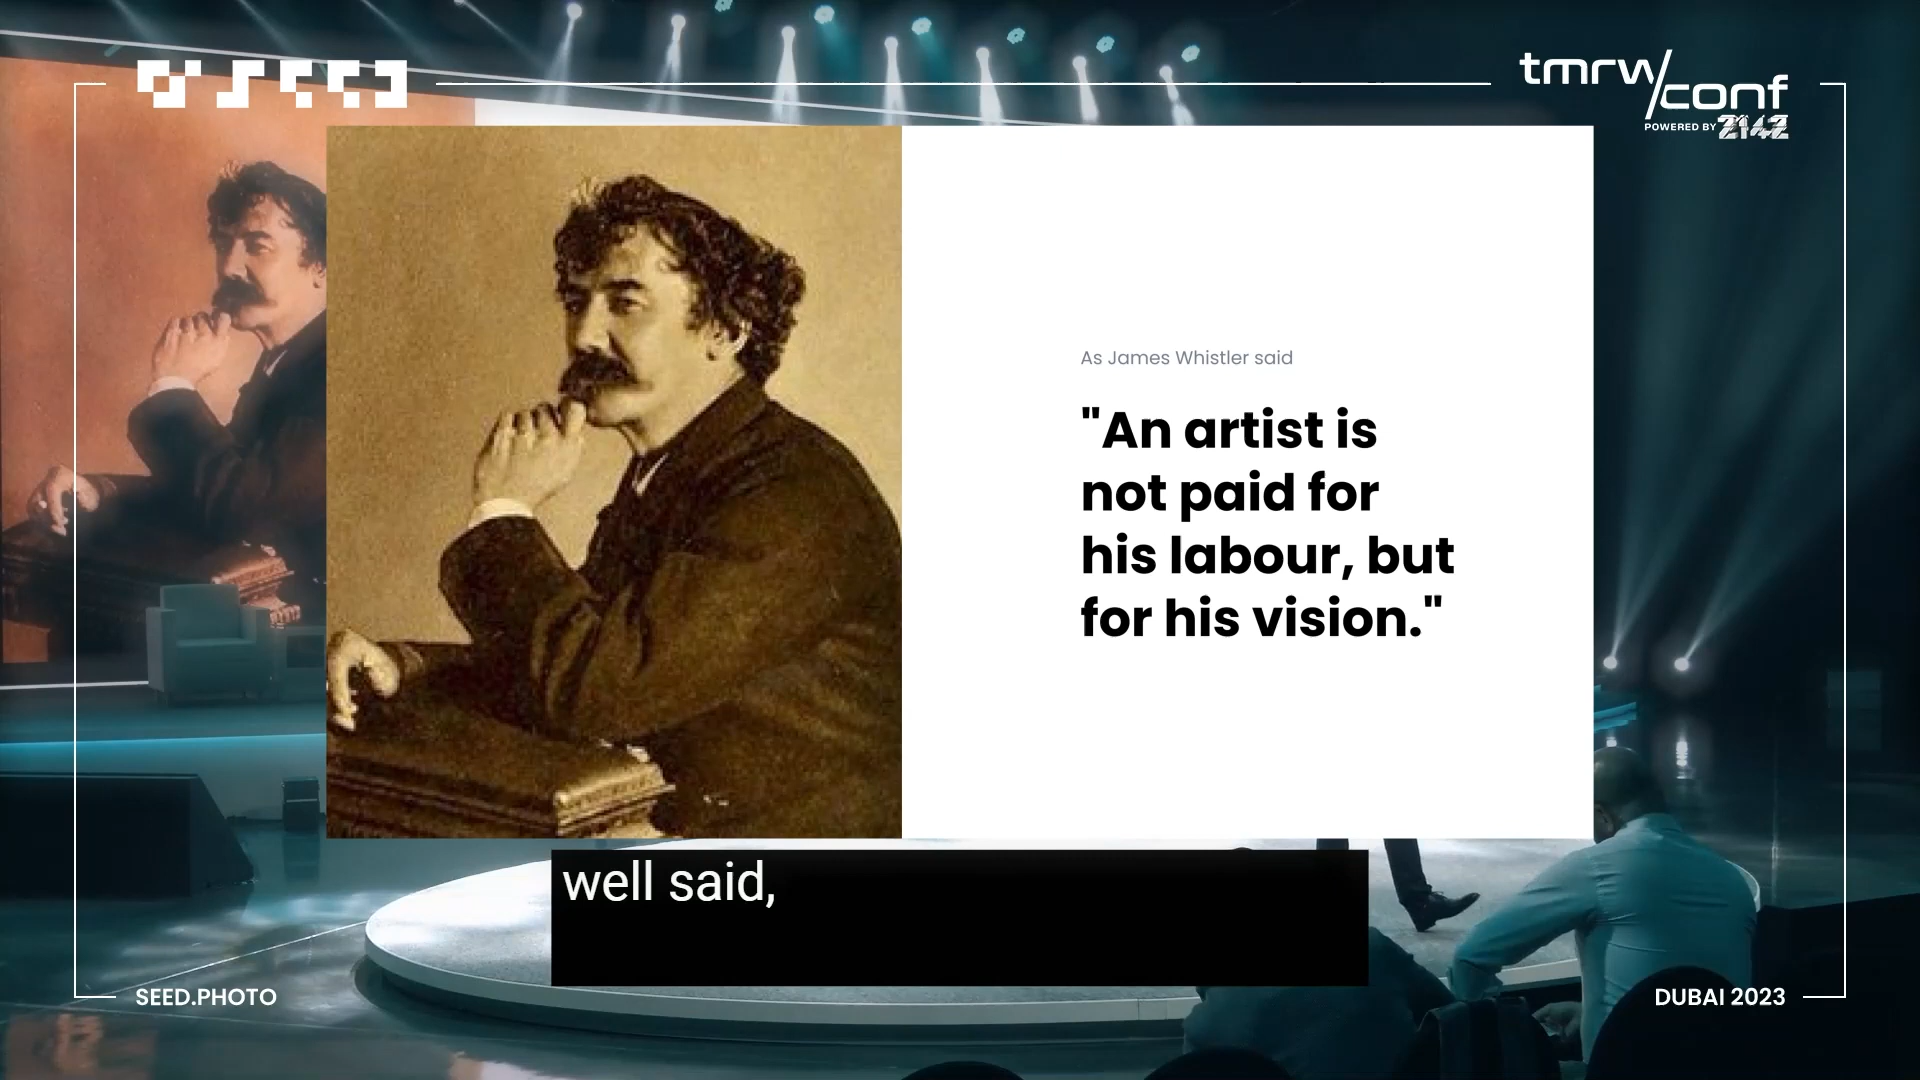 tmrw/conf
POWERED BY 2142
As James Whistler said
"An artist is
not paid for
his labour, but
for his vision."
well said,
SEED.PHOTO
DUBAI 2023